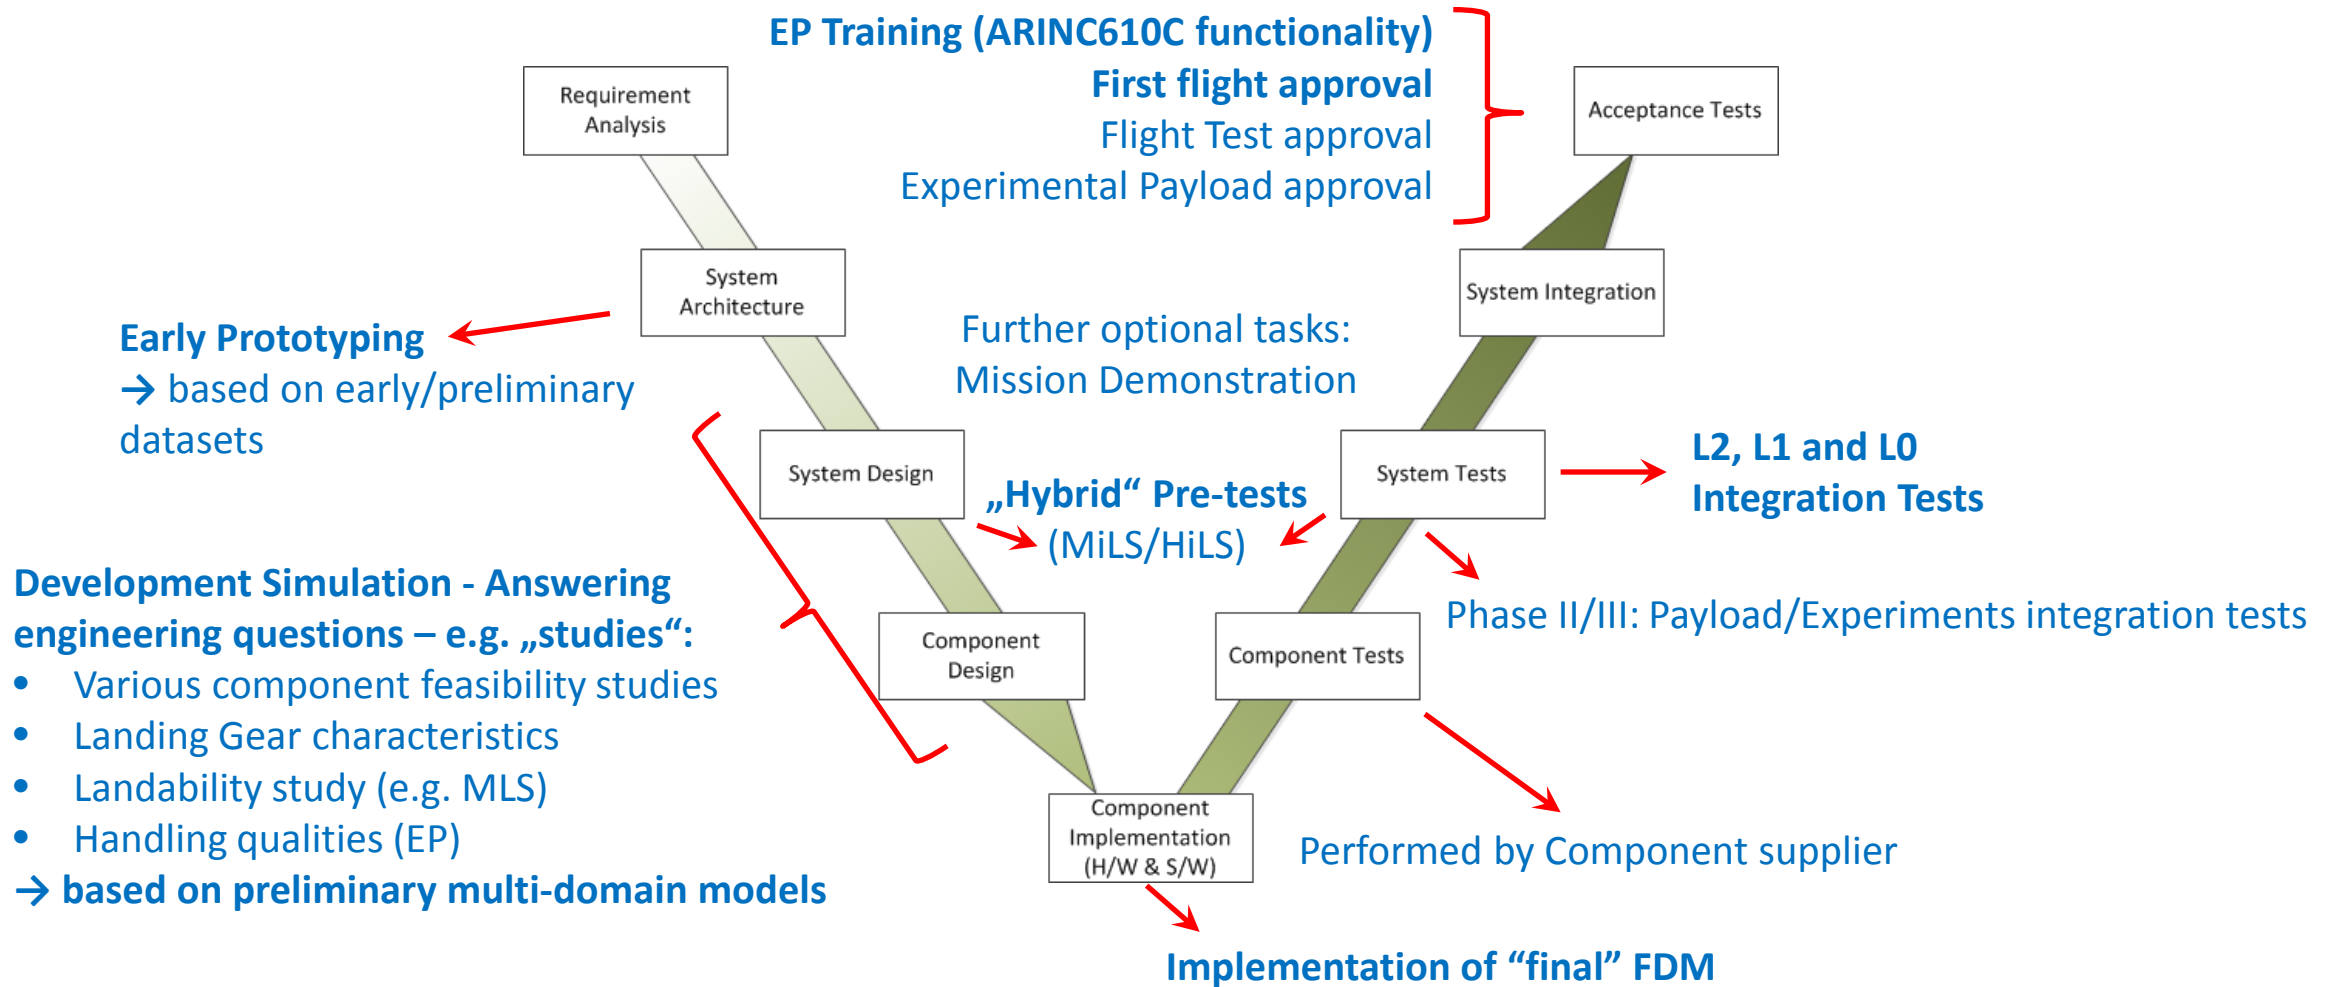 EP Training (ARINC610C functionality)
First flight approval
Flight Test approval
Experimental Payload approval
Requirement
Analysis
Acceptance Tests
System
Architecture
System Integration
Early Prototyping
→ based on early/preliminary
datasets
Further optional tasks:
Mission Demonstration
System Design
„Hybrid“ Pre-tests
(MiLS/HiLS)
System Tests
L2, L1 and L0
Integration Tests
Development Simulation - Answering
engineering questions – e.g. „studies“:
• Various component feasibility studies
• Landing Gear characteristics
• Landability study (e.g. MLS)
• Handling qualities (EP)
→ based on preliminary multi-domain models
Component
Design
Component Tests
Phase II/III: Payload/Experiments integration tests
Component
Implementation
(H/W & S/W)
Performed by Component supplier
Implementation of “final” FDM